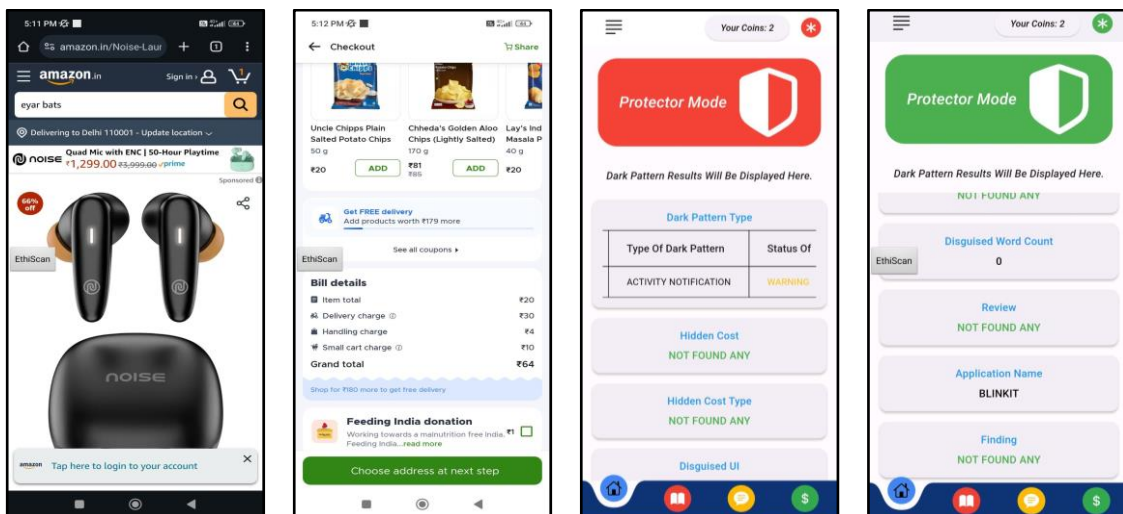 5:11 PM
amazon.in/Noise-Laur
1
amazon.in
Sign in ›
1
eyar bats
Delivering to Delhi 110001 - Update location
noise
Quad Mic with ENC | 50-Hour Playtime
₹1,299.00 ₹3,999.00 prime
Sponsored
66%
off
EthiScan
noise
amazon
Tap here to login to your account
5:12 PM
Checkout
Share
Uncle Chipps Plain
Salted Potato Chips
50 g
₹20
ADD
Chheda's Golden Aloo
Chips (Lightly Salted)
170 g
₹81
ADD
Lay's Ind
Masala P
40 g
₹20
Get FREE delivery
Add products worth ₹179 more
See all coupons
EthiScan
Bill details
Item total
₹20
Delivery charge
₹30
Handling charge
₹4
Small cart charge
₹10
Grand total
₹64
Shop for ₹180 more to get free delivery
Feeding India donation
Working towards a malnutrition free India.
Feeding India...read more
₹1
Choose address at next step
Your Coins: 2
Protector Mode
Dark Pattern Results Will Be Displayed Here.
Dark Pattern Type
Type Of Dark Pattern
Status Of
ACTIVITY NOTIFICATION
WARNING
Hidden Cost
NOT FOUND ANY
Hidden Cost Type
NOT FOUND ANY
Disguised UI
$
Your Coins: 2
Protector Mode
Dark Pattern Results Will Be Displayed Here.
NOT FOUND ANY
Disguised Word Count
0
EthiScan
Review
NOT FOUND ANY
Application Name
BLINKIT
Finding
NOT FOUND ANY
$